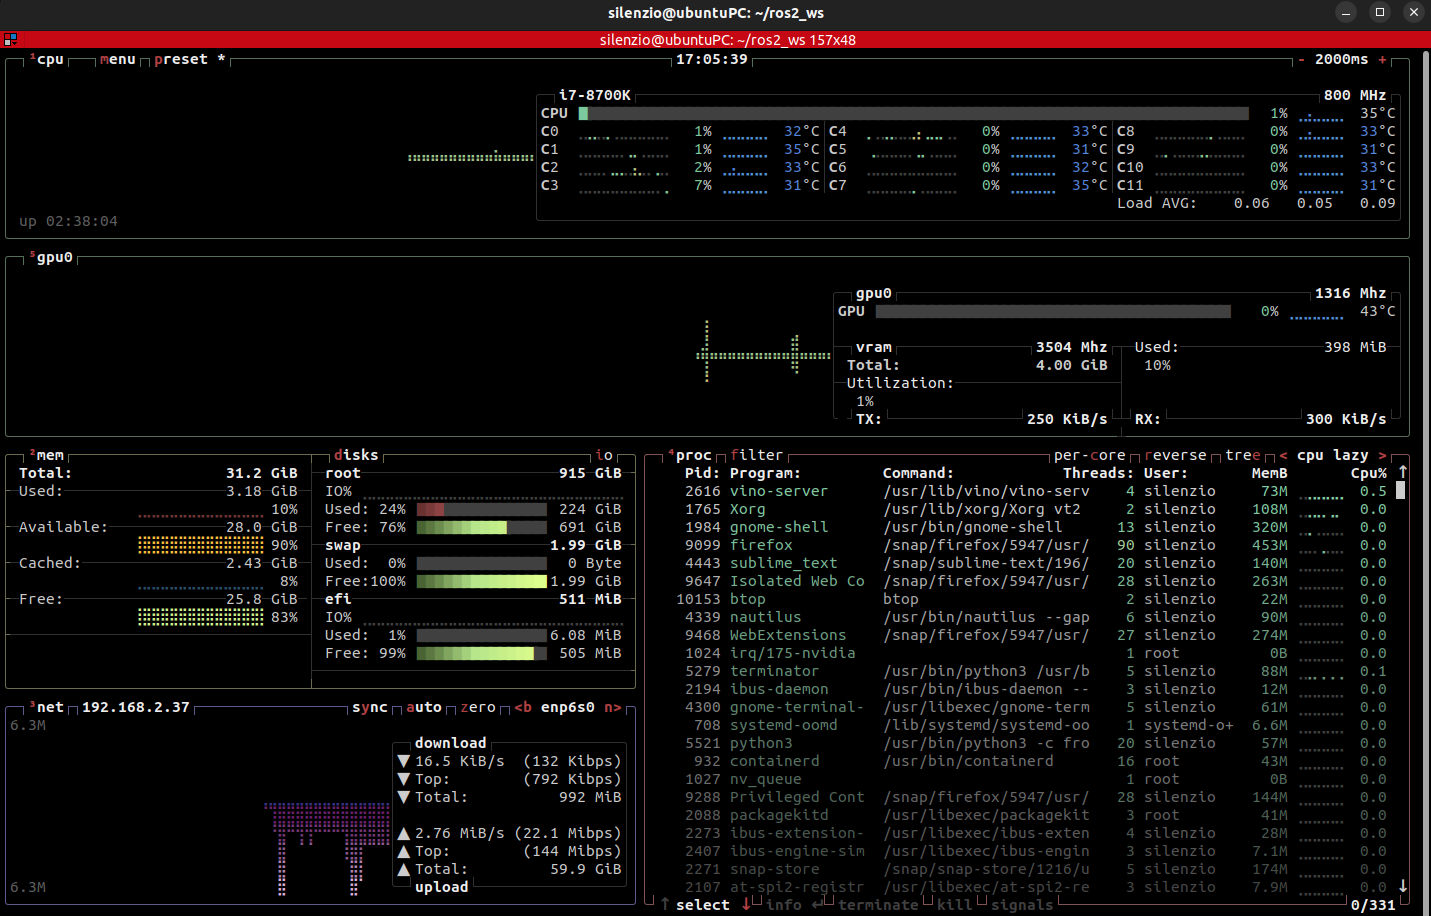 silenzio@ubuntuPC: ~/ros2_ws
silenzio@ubuntuPC: ~/ros2_ws 157x48
¹cpu menu preset * 17:05:39 - 2000ms +
i7-8700K 800 MHz
CPU 1% 35°C
C0 1% 32°C C4 0% 33°C C8 0% 33°C
C1 1% 35°C C5 0% 31°C C9 0% 31°C
C2 2% 33°C C6 0% 32°C C10 0% 33°C
C3 7% 31°C C7 0% 35°C C11 0% 31°C
Load AVG: 0.06 0.05 0.09
up 02:38:04
⁵gpu0
gpu0 1316 Mhz
GPU 0% 43°C
vram 3504 Mhz Used: 398 MiB
Total: 4.00 GiB 10%
Utilization:
1%
TX: 250 KiB/s RX: 300 KiB/s
²mem
Total: 31.2 GiB
Used: 3.18 GiB
10%
Available: 28.0 GiB
90%
Cached: 2.43 GiB
8%
Free: 25.8 GiB
83%
disks io
root 915 GiB
IO%
Used: 24% 224 GiB
Free: 76% 691 GiB
swap 1.99 GiB
Used: 0% 0 Byte
Free:100% 1.99 GiB
efi 511 MiB
IO%
Used: 1% 6.08 MiB
Free: 99% 505 MiB
³net 192.168.2.37 sync auto zero <b enp6s0 n>
6.3M
download
▼ 16.5 KiB/s (132 Kibps)
▼ Top: (792 Kibps)
▼ Total: 992 MiB
▲ 2.76 MiB/s (22.1 Mibps)
▲ Top: (144 Mibps)
▲ Total: 59.9 GiB
6.3M
upload
⁴proc filter per-core reverse tree < cpu lazy >
Pid: Program: Command: Threads: User: MemB Cpu% ↑
2616 vino-server /usr/lib/vino/vino-serv 4 silenzio 73M 0.5
1765 Xorg /usr/lib/xorg/Xorg vt2 2 silenzio 108M 0.0
1984 gnome-shell /usr/bin/gnome-shell 13 silenzio 320M 0.0
9099 firefox /snap/firefox/5947/usr/ 90 silenzio 453M 0.0
4443 sublime_text /snap/sublime-text/196/ 20 silenzio 140M 0.0
9647 Isolated Web Co /snap/firefox/5947/usr/ 28 silenzio 263M 0.0
10153 btop btop 2 silenzio 22M 0.0
4339 nautilus /usr/bin/nautilus --gap 6 silenzio 90M 0.0
9468 WebExtensions /snap/firefox/5947/usr/ 27 silenzio 274M 0.0
1024 irq/175-nvidia 1 root 0B 0.0
5279 terminator /usr/bin/python3 /usr/b 5 silenzio 88M 0.1
2194 ibus-daemon /usr/bin/ibus-daemon -- 3 silenzio 12M 0.0
4300 gnome-terminal- /usr/libexec/gnome-term 5 silenzio 61M 0.0
708 systemd-oomd /lib/systemd/systemd-oo 1 systemd-o+ 6.6M 0.0
5521 python3 /usr/bin/python3 -c fro 20 silenzio 57M 0.0
932 containerd /usr/bin/containerd 16 root 43M 0.0
1027 nv_queue 1 root 0B 0.0
9288 Privileged Cont /snap/firefox/5947/usr/ 28 silenzio 144M 0.0
2088 packagekitd /usr/libexec/packagekit 3 root 41M 0.0
2273 ibus-extension- /usr/libexec/ibus-exten 4 silenzio 28M 0.0
2407 ibus-engine-sim /usr/libexec/ibus-engin 3 silenzio 7.1M 0.0
2271 snap-store /snap/snap-store/1216/u 5 silenzio 174M 0.0
2107 at-spi2-registr /usr/libexec/at-spi2-re 3 silenzio 7.9M 0.0 ↓
↑ select ↓ info ↵ terminate kill signals 0/331